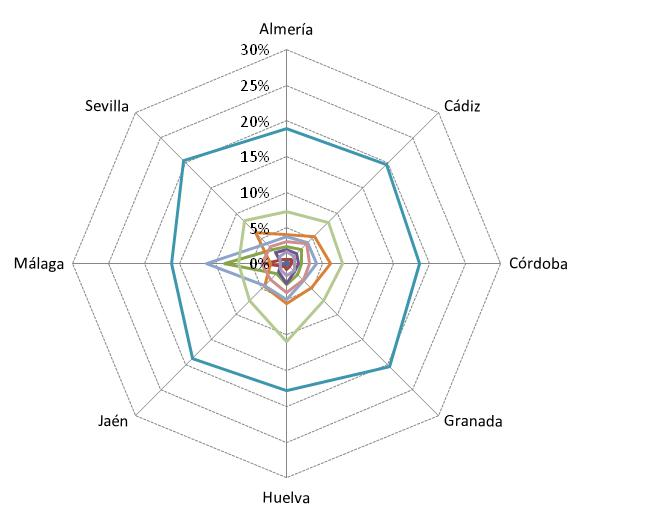 Almería
30%
Sevilla
Cádiz
25%
20%
15%
10%
5%
Málaga
0%
Córdoba
Jaén
Granada
Huelva